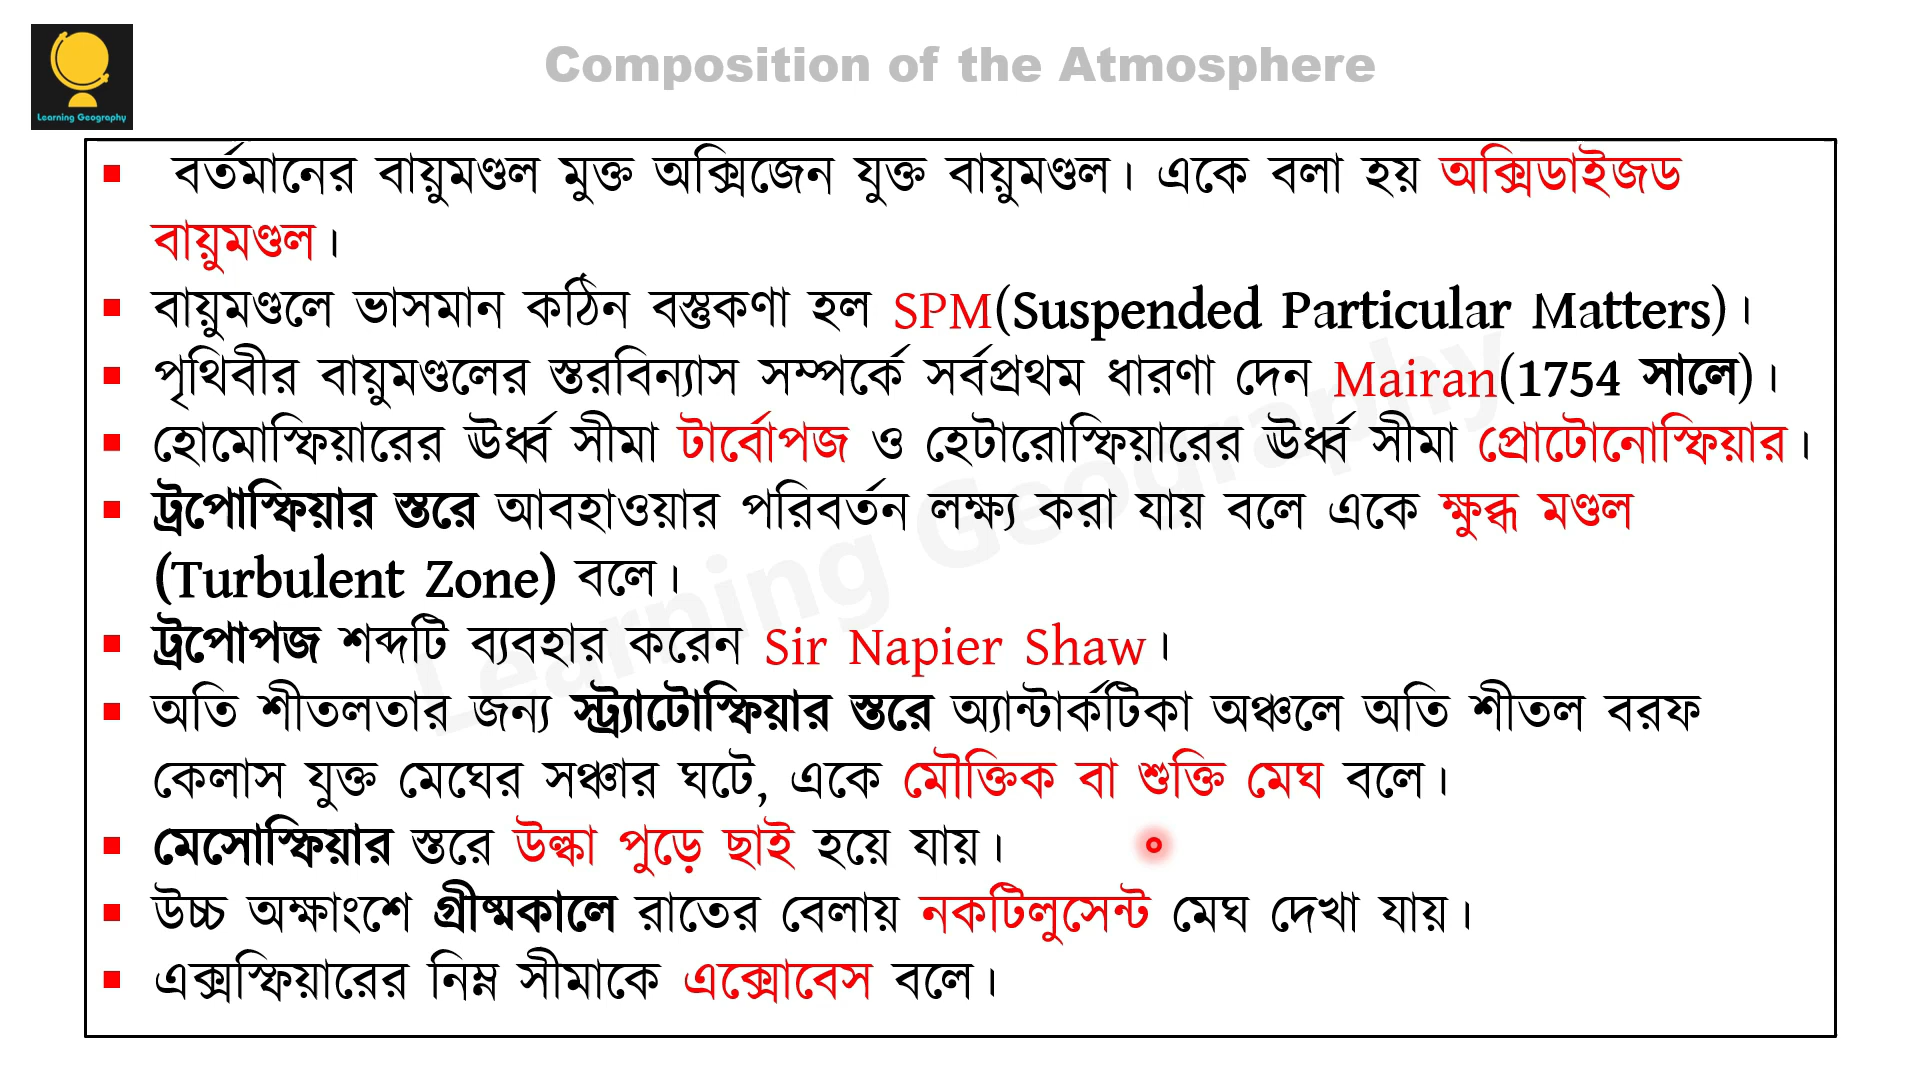 Learning Geography
Composition of the Atmosphere
বর্তমানের বায়ুমণ্ডল মুক্ত অক্সিজেন যুক্ত বায়ুমণ্ডল। একে বলা হয় অক্সিডাইজড
বায়ুমণ্ডল।
বায়ুমণ্ডলে ভাসমান কঠিন বস্তুকণা হল SPM(Suspended Particular Matters)।
পৃথিবীর বায়ুমণ্ডলের স্তরবিন্যাস সম্পর্কে সর্বপ্রথম ধারণা দেন Mairan(1754 সালে)।
হোমোস্ফিয়ারের ঊর্ধ্ব সীমা টার্বোপজ ও হেটারোস্ফিয়ারের ঊর্ধ্ব সীমা প্রোটোনোস্ফিয়ার।
ট্রপোস্ফিয়ার স্তরে আবহাওয়ার পরিবর্তন লক্ষ্য করা যায় বলে একে ক্ষুব্ধ মণ্ডল
(Turbulent Zone) বলে।
ট্রপোপজ শব্দটি ব্যবহার করেন Sir Napier Shaw।
অতি শীতলতার জন্য স্ট্র্যাটোস্ফিয়ার স্তরে অ্যান্টার্কটিকা অঞ্চলে অতি শীতল বরফ
কেলাস যুক্ত মেঘের সঞ্চার ঘটে, একে মৌক্তিক বা শুক্তি মেঘ বলে।
মেসোস্ফিয়ার স্তরে উল্কা পুড়ে ছাই হয়ে যায়।
উচ্চ অক্ষাংশে গ্রীষ্মকালে রাতের বেলায় নকটিলুসেন্ট মেঘ দেখা যায়।
এক্সস্ফিয়ারের নিম্ন সীমাকে এক্সোবেস বলে।
Learning Geography